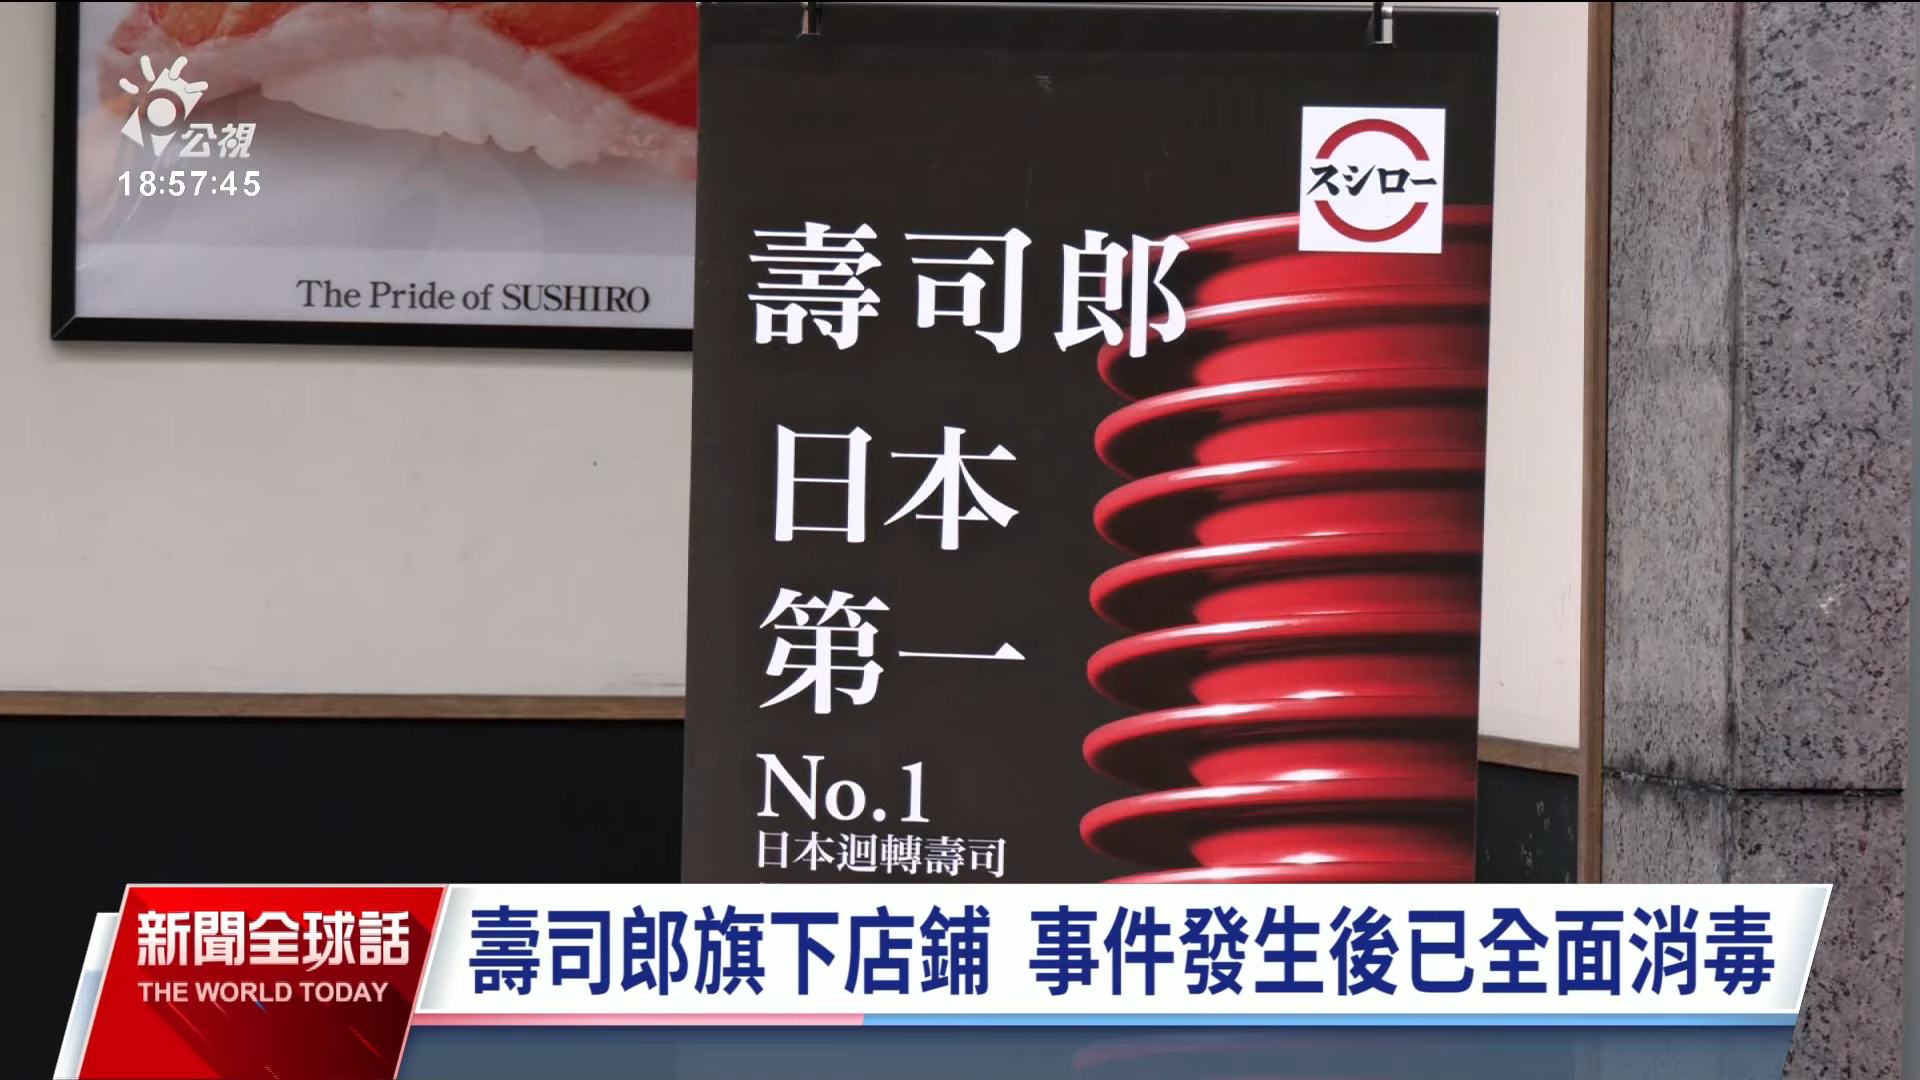 公視
18:57:45
The Pride of SUSHIRO
スシロー
壽司郎
日本
第一
No.1
日本迴轉壽司
新聞全球話
THE WORLD TODAY
壽司郎旗下店鋪 事件發生後已全面消毒